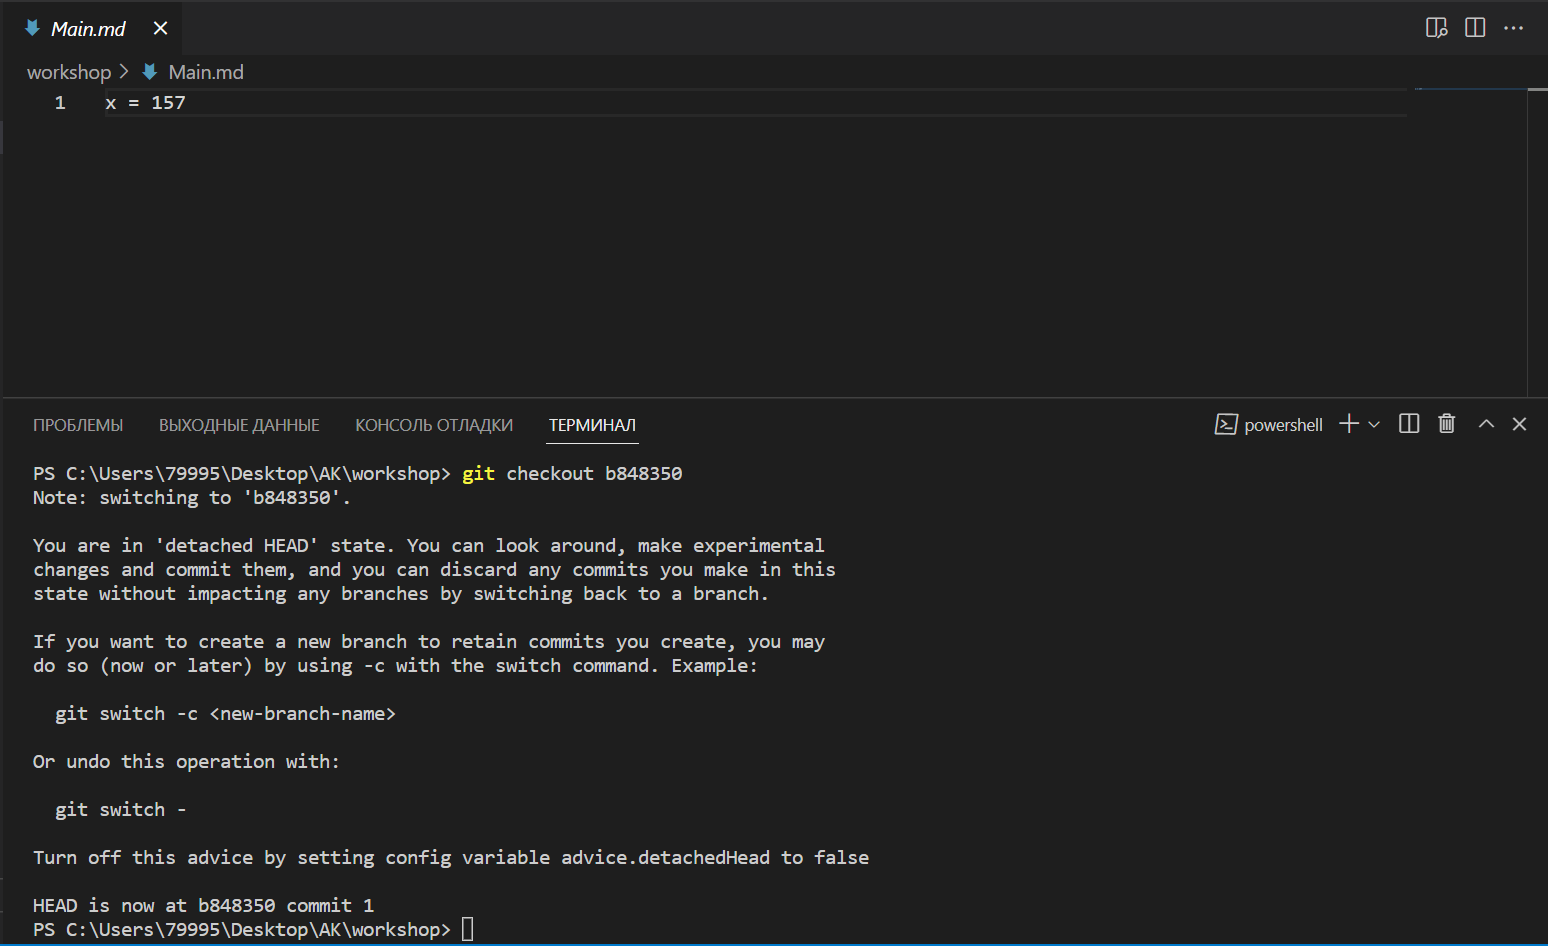 Main.md
workshop > Main.md
1 x = 157
ПРОБЛЕМЫ ВЫХОДНЫЕ ДАННЫЕ КОНСОЛЬ ОТЛАДКИ ТЕРМИНАЛ powershell
PS C:\Users\79995\Desktop\AK\workshop> git checkout b848350
Note: switching to 'b848350'.
You are in 'detached HEAD' state. You can look around, make experimental
changes and commit them, and you can discard any commits you make in this
state without impacting any branches by switching back to a branch.
If you want to create a new branch to retain commits you create, you may
do so (now or later) by using -c with the switch command. Example:
git switch -c <new-branch-name>
Or undo this operation with:
git switch -
Turn off this advice by setting config variable advice.detachedHead to false
HEAD is now at b848350 commit 1
PS C:\Users\79995\Desktop\AK\workshop>